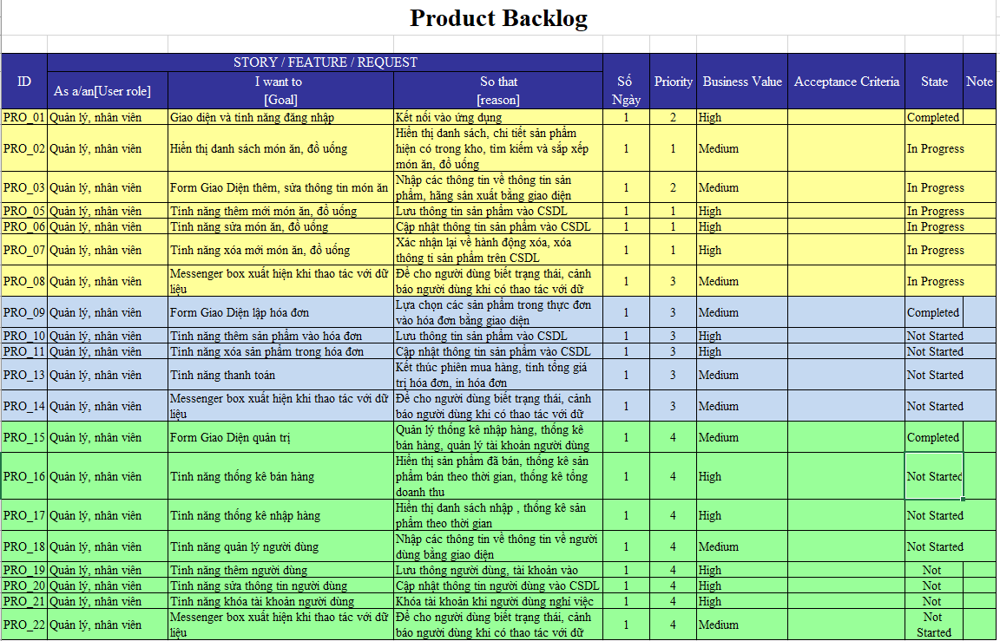 Product Backlog
ID
STORY / FEATURE / REQUEST
Số
Ngày
Priority
Business Value
Acceptance Criteria
State
Note
As a/an[User role]
I want to
[Goal]
So that
[reason]
PRO_01 Quản lý, nhân viên Giao diện và tính năng đăng nhập Kết nối vào ứng dụng 1 2 High Completed
PRO_02 Quản lý, nhân viên Hiển thị danh sách món ăn, đồ uống
Hiển thị danh sách, chi tiết sản phẩm
hiện có trong kho, tìm kiếm và sắp xếp
món ăn, đồ uống
1 1 Medium In Progress
PRO_03 Quản lý, nhân viên Form Giao Diện thêm, sửa thông tin món ăn
Nhập các thông tin về thông tin sản
phẩm, hãng sản xuất bằng giao diện
1 2 Medium In Progress
PRO_05 Quản lý, nhân viên Tính năng thêm mới món ăn, đồ uống Lưu thông tin sản phẩm vào CSDL 1 1 High In Progress
PRO_06 Quản lý, nhân viên Tính năng sửa món ăn, đồ uống Cập nhật thông tin sản phẩm vào CSDL 1 1 High In Progress
PRO_07 Quản lý, nhân viên Tính năng xóa mới món ăn, đồ uống
Xác nhận lại về hành động xóa, xóa
thông ti sản phẩm trên CSDL
1 1 High In Progress
PRO_08 Quản lý, nhân viên
Messenger box xuất hiện khi thao tác với dữ
liệu
Để cho người dùng biết trạng thái, cảnh
báo người dùng khi có thao tác với dữ
1 3 Medium In Progress
PRO_09 Quản lý, nhân viên Form Giao Diện lập hóa đơn
Lựa chọn các sản phẩm trong thực đơn
vào hóa đơn bằng giao diện
1 3 Medium Completed
PRO_10 Quản lý, nhân viên Tính năng thêm sản phẩm vào hóa đơn Lưu thông tin sản phẩm vào CSDL 1 3 High Not Started
PRO_11 Quản lý, nhân viên Tính năng xóa sản phẩm trong hóa đơn Cập nhật thông tin sản phẩm vào CSDL 1 3 High Not Started
PRO_13 Quản lý, nhân viên Tính năng thanh toán
Kết thúc phiên mua hàng, tính tổng giá
trị hóa đơn, in hóa đơn
1 3 Medium Not Started
PRO_14 Quản lý, nhân viên
Messenger box xuất hiện khi thao tác với dữ
liệu
Để cho người dùng biết trạng thái, cảnh
báo người dùng khi có thao tác với dữ
1 3 Medium Not Started
PRO_15 Quản lý, nhân viên Form Giao Diện quản trị
Quản lý thống kê nhập hàng, thống kê
bán hàng, quản lý tài khoản người dùng
1 4 Medium Completed
PRO_16 Quản lý, nhân viên Tính năng thống kê bán hàng
Hiển thị sản phẩm đã bán, thống kê sản
phẩm bán theo thời gian, thống kê tổng
doanh thu
1 4 High Not Started
PRO_17 Quản lý, nhân viên Tính năng thống kê nhập hàng
Hiển thị danh sách nhập , thống kê sản
phẩm theo thời gian
1 4 High Not Started
PRO_18 Quản lý, nhân viên Tính năng quản lý người dùng
Nhập các thông tin về thông tin về người
dùng bằng giao diện
1 4 Medium Not Started
PRO_19 Quản lý, nhân viên Tính năng thêm người dùng Lưu thông người dùng, tài khoản vào 1 4 High Not
PRO_20 Quản lý, nhân viên Tính năng sửa thông tin người dùng Cập nhật thông tin người dùng vào CSDL 1 4 High Not
PRO_21 Quản lý, nhân viên Tính năng khóa tài khoản người dùng Khóa tài khoản khi người dùng nghỉ việc 1 4 High Not
PRO_22 Quản lý, nhân viên
Messenger box xuất hiện khi thao tác với dữ
liệu
Để cho người dùng biết trạng thái, cảnh
báo người dùng khi có thao tác với dữ
1 4 Medium
Not
Started